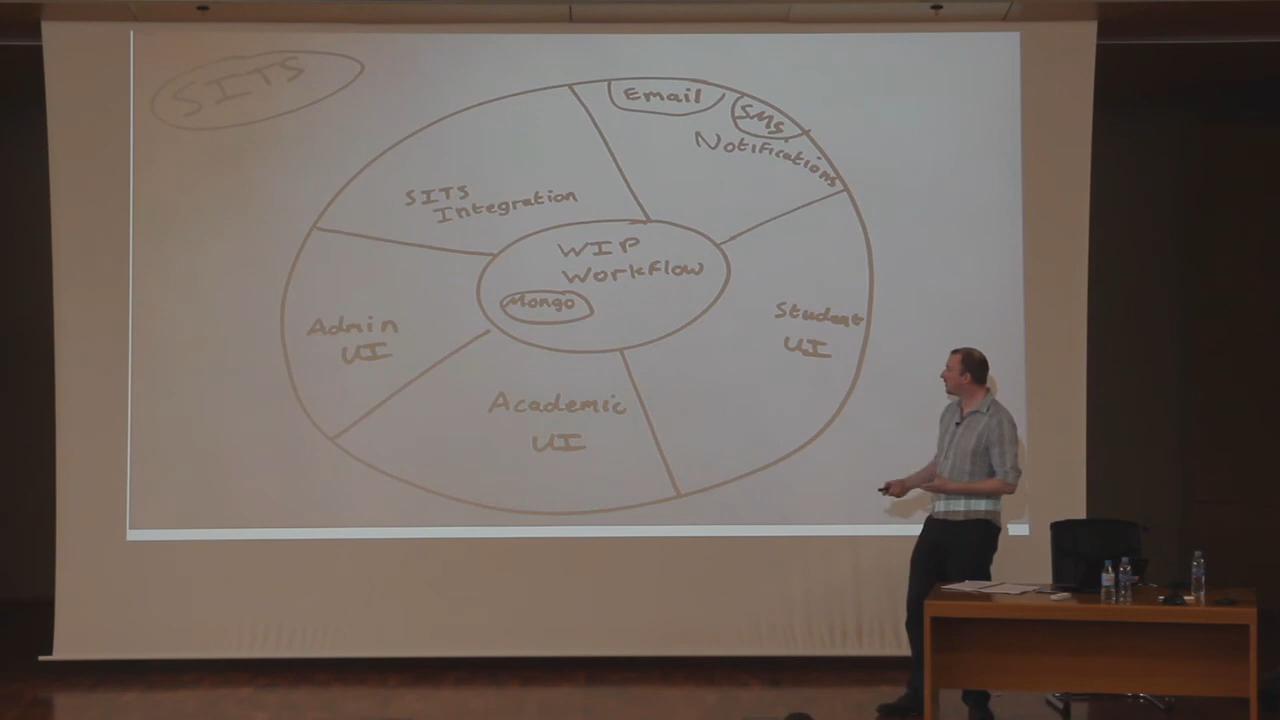 SITS
Email
SMS
Notifications
SITS
Integration
WIP
Workflow
Mongo
Admin
UI
Student
UI
Academic
UI